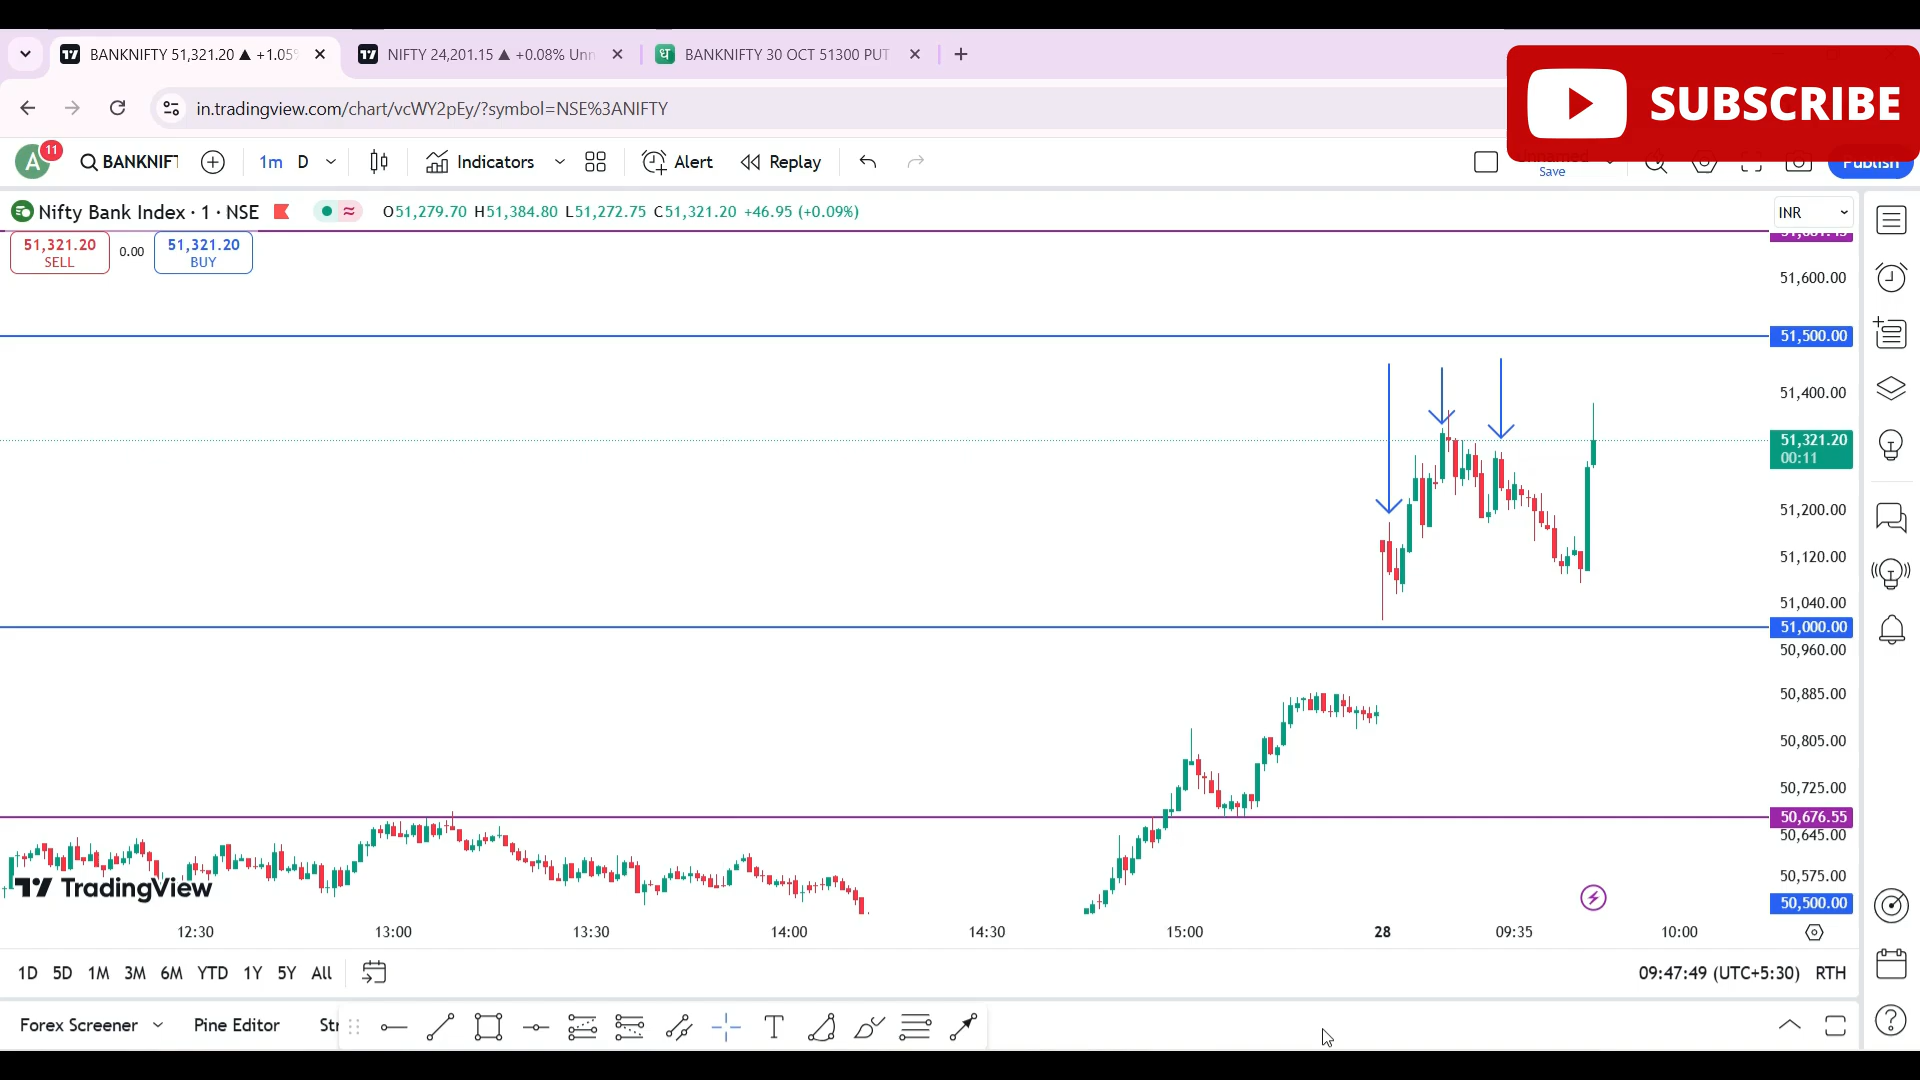 BANKNIFTY 51,321.20 ▲ +1.05%
NIFTY 24,201.15 ▲ +0.08% Unn
BANKNIFTY 30 OCT 51300 PUT
SUBSCRIBE
in.tradingview.com/chart/vcWY2pEy/?symbol=NSE%3ANIFTY
A
11
BANKNIFT
1m
D
Indicators
Alert
Replay
Save
Publish
Nifty Bank Index · 1 · NSE
O51,279.70 H51,384.80 L51,272.75 C51,321.20 +46.95 (+0.09%)
INR
51,321.20
SELL
0.00
51,321.20
BUY
51,600.00
51,500.00
51,400.00
51,321.20
00:11
51,200.00
51,120.00
51,040.00
51,000.00
50,960.00
50,885.00
50,805.00
50,725.00
50,676.55
50,645.00
50,575.00
50,500.00
TradingView
12:30
13:00
13:30
14:00
14:30
15:00
28
09:35
10:00
1D
5D
1M
3M
6M
YTD
1Y
5Y
All
09:47:49 (UTC+5:30)
RTH
Forex Screener
Pine Editor
Str